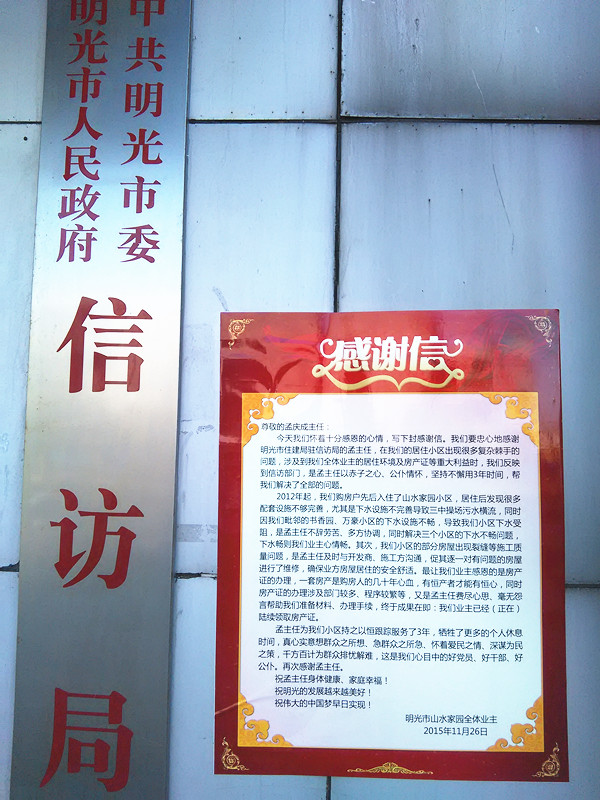 中共明光市委
明光市人民政府
信访局
感谢信
尊敬的孟庆成主任：
今天我们怀着十分感恩的心情，写下封感谢信。我们要忠心地感谢
明光市住建局驻信访局的孟主任，在我们的居住小区出现很多复杂棘手的
问题，涉及到我们全体业主的居住环境及房产证等重大利益时，我们反映
到信访部门，是孟主任以赤子之心、公仆情怀，坚持不懈用3年时间，帮
我们解决了全部的问题。
2012年起，我们购房户先后入住了山水家园小区，居住后发现很多
配套设施不够完善，尤其是下水设施不完善导致三中操场污水横流，同时
因我们毗邻的书香园、万豪小区的下水设施不畅，导致我们小区下水受
阻，是孟主任不辞劳苦、多方协调，同时解决三个小区的下水不畅问题，
下水畅则我们业主心情畅。其次，我们小区的部分房屋出现裂缝等施工质
量问题，是孟主任及时与开发商、施工方沟通，促其逐一对有问题的房屋
进行了维修，确保业方房屋居住的安全舒适。最让我们业主感恩的是房产
证的办理，一套房产是购房人的几十年心血，有恒产者才能有恒心，同时
房产证的办理涉及部门较多、程序较繁等，又是孟主任费尽心思、毫无怨
言帮助我们准备材料、办理手续，终于成果在即：我们业主已经（正在）
陆续领取房产证。
孟主任为我们小区持之以恒跟踪服务了3年，牺牲了更多的个人休息
时间，真心实意想群众之所想、急群众之所急、怀着爱民之情、深谋为民
之策，千方百计为群众排忧解难，这是我们心目中的好党员、好干部、好
公仆。再次感谢孟主任。
祝孟主任身体健康、家庭幸福！
祝明光的发展越来越美好！
祝伟大的中国梦早日实现！
明光市山水家园全体业主
2015年11月26日